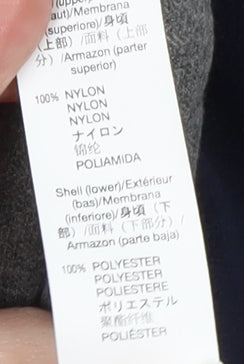 (upper)
haut)/Membrana
(superiore)/身頃
(上部)/面料 (上部
分) /Armazon (parter
superior)
100% NYLON
NYLON
NYLON
ナイロン
锦纶
POLIAMIDA
Shell (lower)/Extérieur
(bas)/Membrana
(inferiore)/身頃 (下
部) /面料 (下部分) /
Armazon (parte baja)
100% POLYESTER
POLYESTER
POLIESTERE
ポリエステル
聚酯纤维
POLIÉSTER